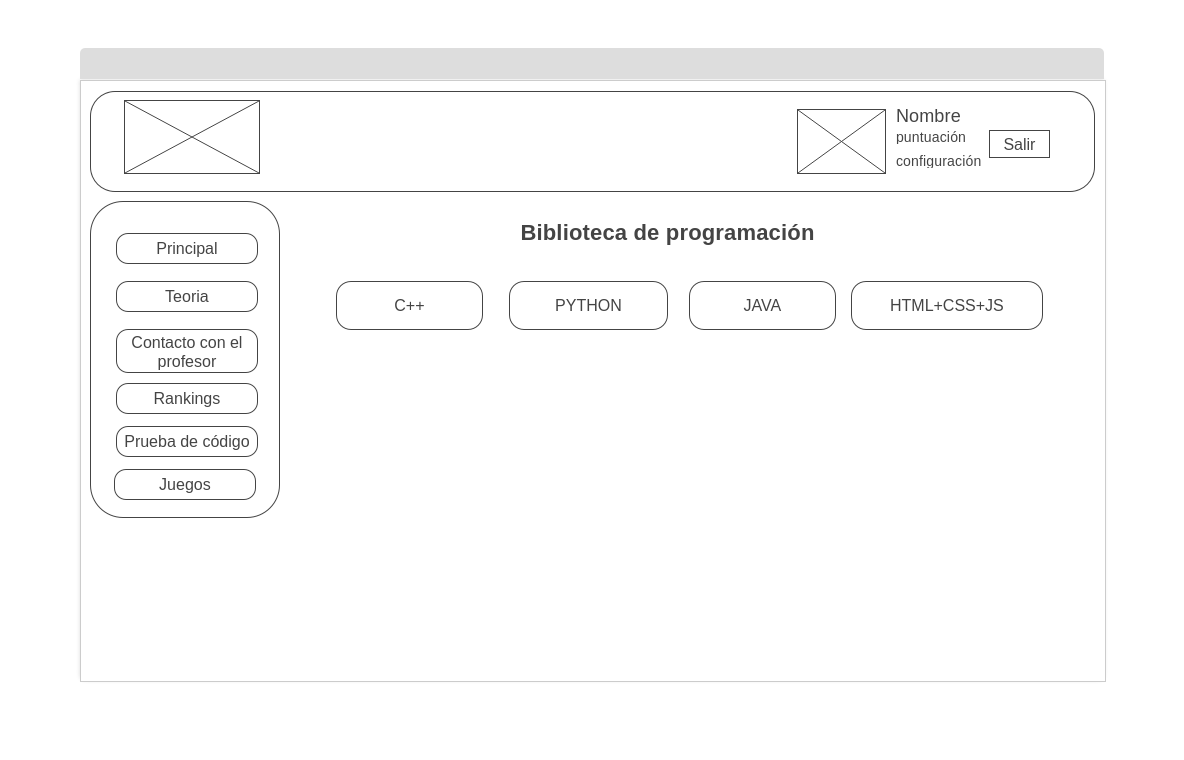 Nombre
puntuación
configuración
Salir
Biblioteca de programación
Principal
Teoria
Contacto con el
profesor
Rankings
Prueba de código
Juegos
C++
PYTHON
JAVA
HTML+CSS+JS